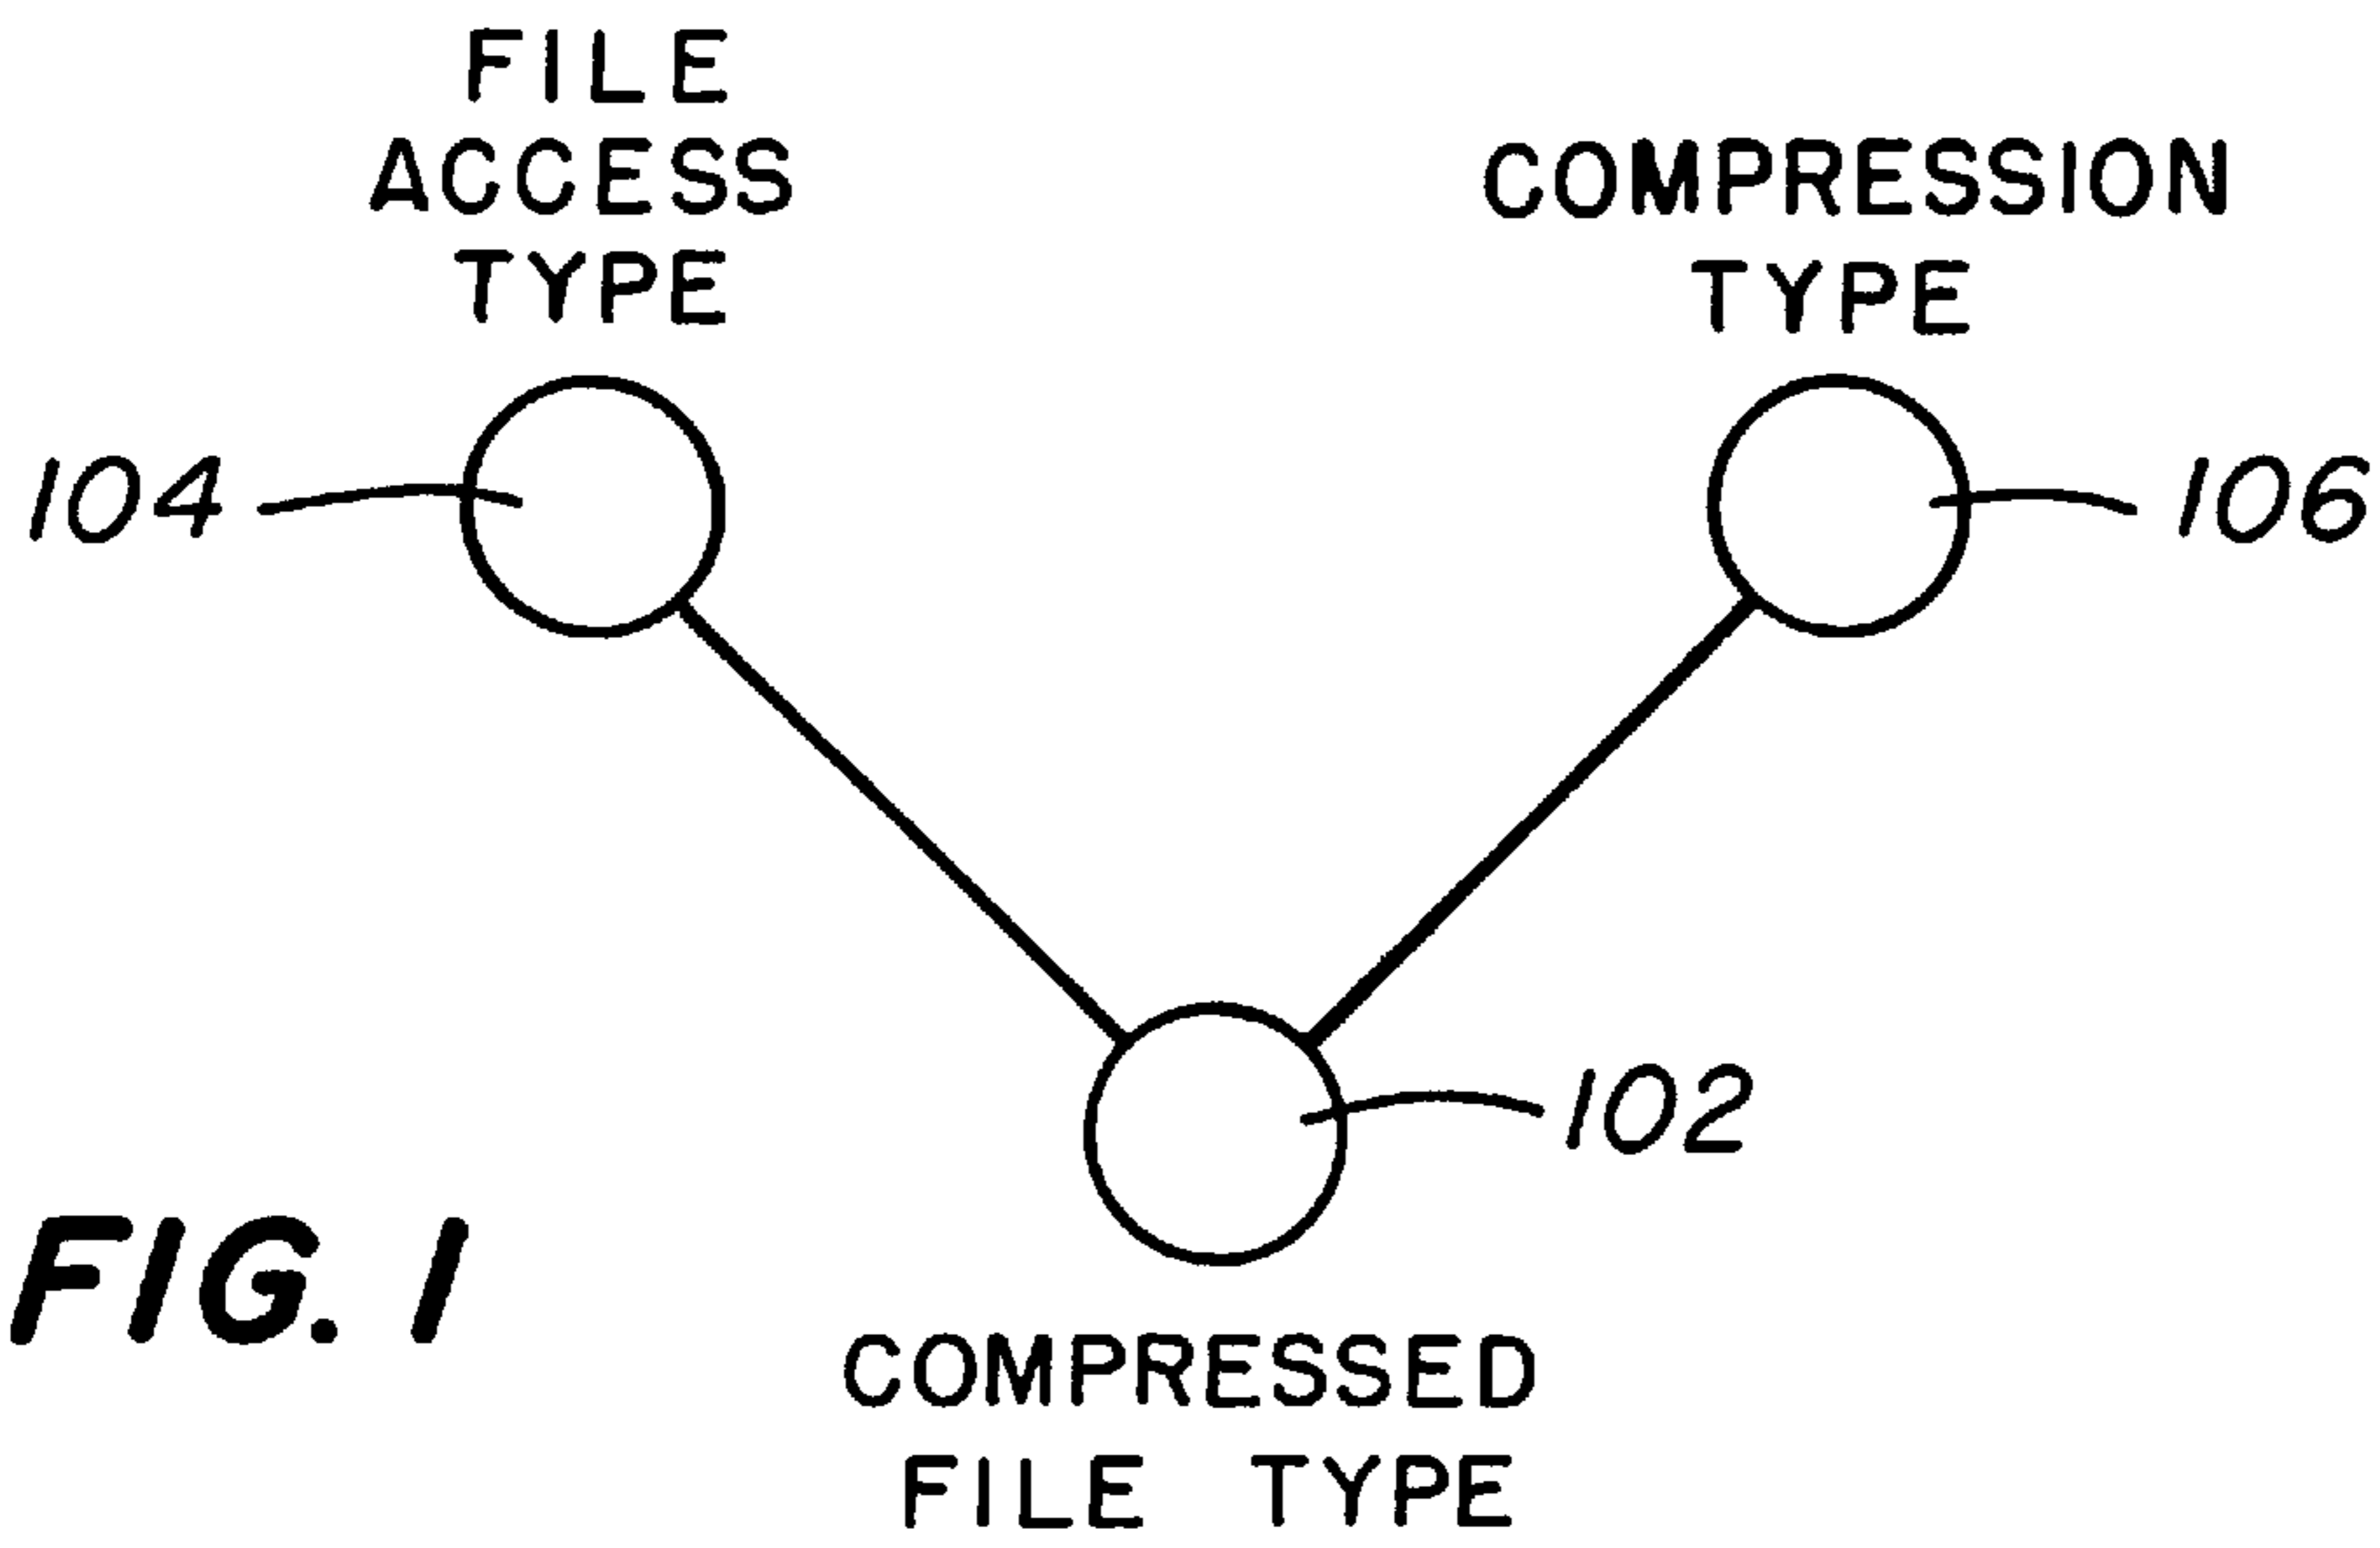 FILE
ACCESS
TYPE
COMPRESSION
TYPE
104
106
102
FIG. 1
COMPRESSED
FILE TYPE